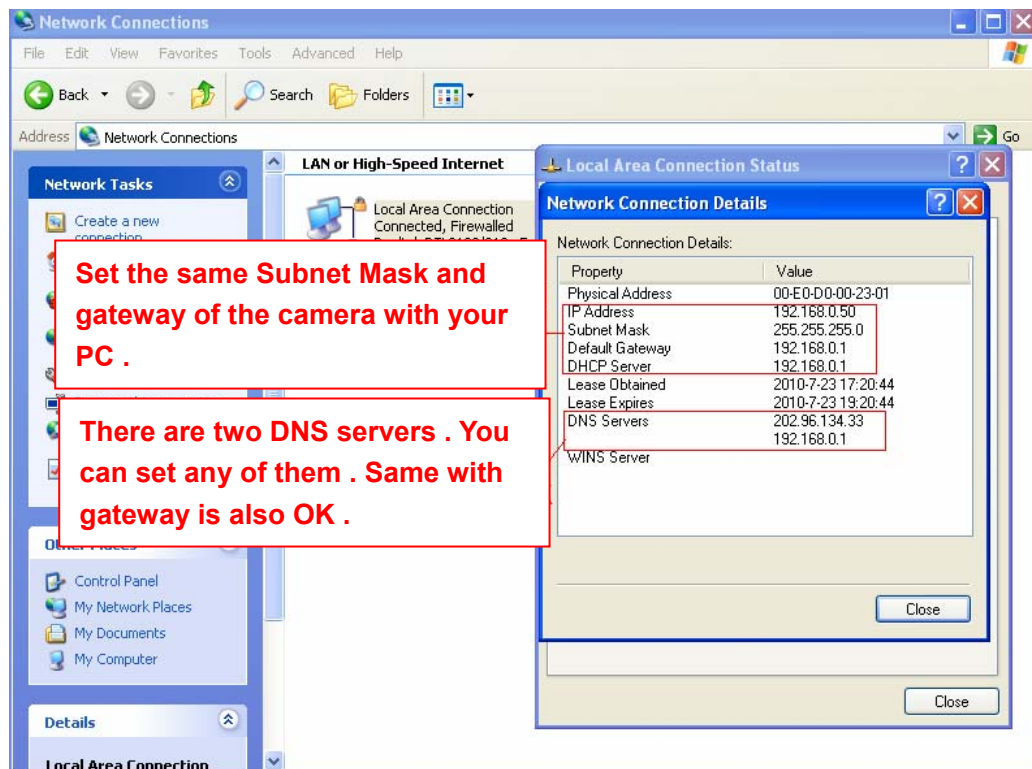 Network Connections
File Edit View Favorites Tools Advanced Help
Back Search Folders
Address Network Connections Go
Network Tasks
Create a new
connection
LAN or High-Speed Internet
Local Area Connection
Connected, Firewalled
Set the same Subnet Mask and
gateway of the camera with your
PC .
There are two DNS servers . You
can set any of them . Same with
gateway is also OK .
Other Places
Control Panel
My Network Places
My Documents
My Computer
Details
Local Area Connection
Local Area Connection Status
Network Connection Details
Network Connection Details:
Property Value
Physical Address 00-E0-D0-00-23-01
IP Address 192.168.0.50
Subnet Mask 255.255.255.0
Default Gateway 192.168.0.1
DHCP Server 192.168.0.1
Lease Obtained 2010-7-23 17:20:44
Lease Expires 2010-7-23 19:20:44
DNS Servers 202.96.134.33
192.168.0.1
WINS Server
Close
Close